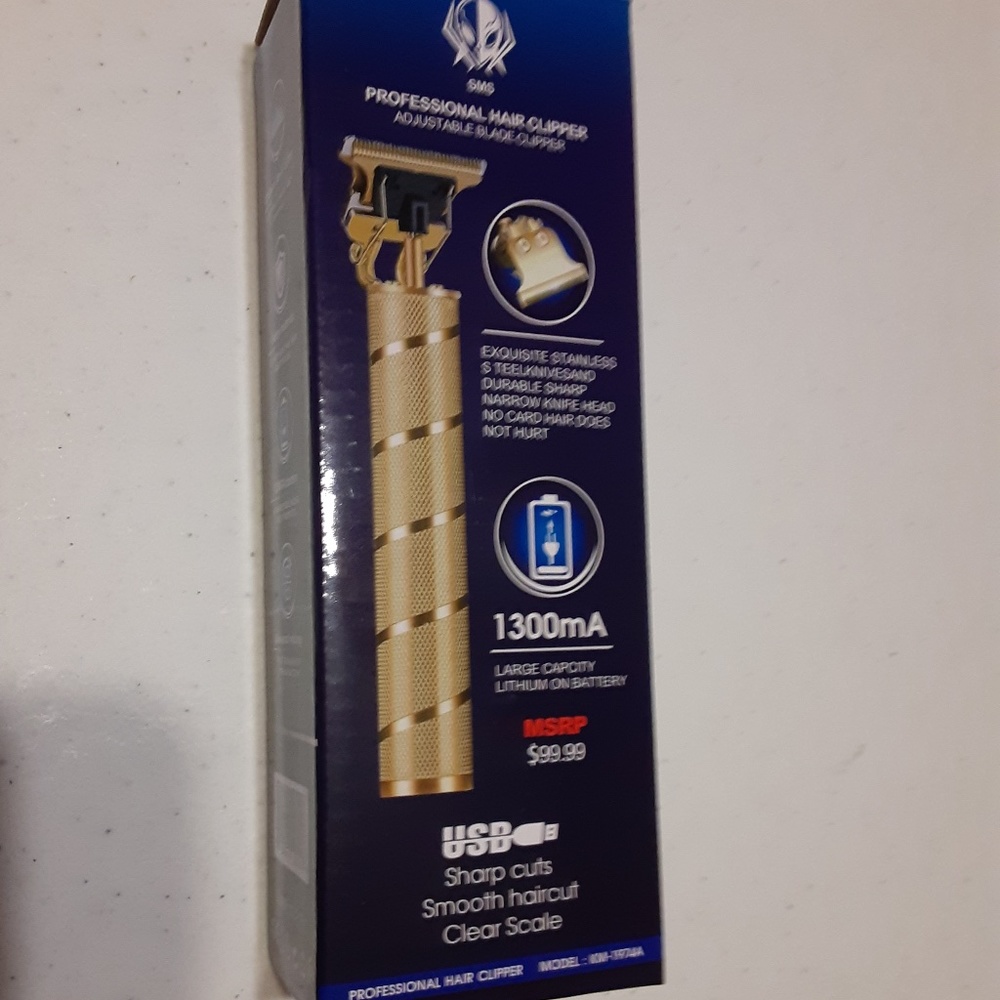 SMS
PROFESSIONAL HAIR CLIPPER
ADJUSTABLE BLADE CLIPPER
EXQUISITE STAINLESS
S TEELKNIVESAND
DURABLE SHARP
NARROW KNIFE HEAD
NO CARD HAIR DOES
NOT HURT
1300mA
LARGE CAPCITY
LITHIUM ON BATTERY
MSRP
$99.99
USB
Sharp cuts
Smooth haircut
Clear Scale
PROFESSIONAL HAIR CLIPPER MODEL : KM-1974A